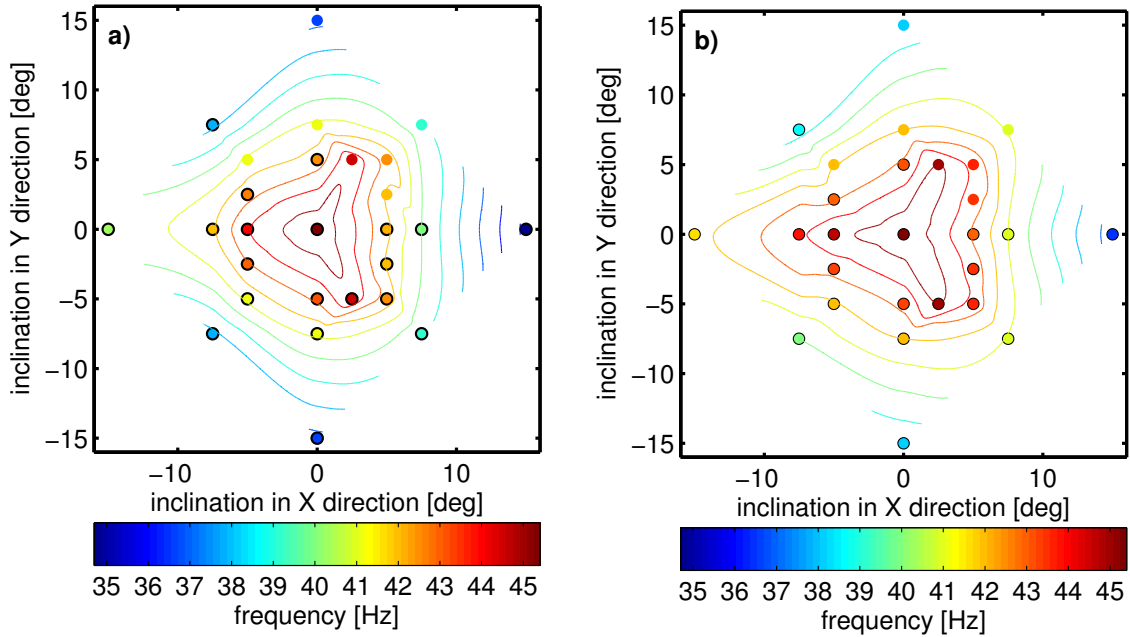 a)
15
10
5
0
−5
−10
−15
inclination in Y direction [deg]
−10 0 10
inclination in X direction [deg]
35 36 37 38 39 40 41 42 43 44 45
frequency [Hz]
b)
15
10
5
0
−5
−10
−15
inclination in Y direction [deg]
−10 0 10
inclination in X direction [deg]
35 36 37 38 39 40 41 42 43 44 45
frequency [Hz]